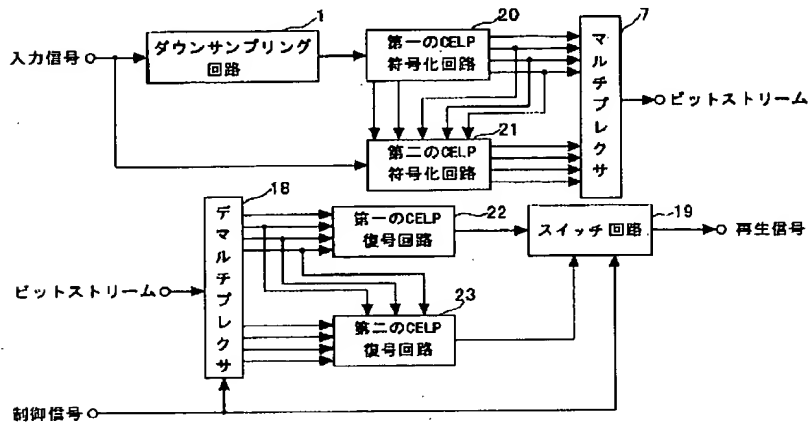 1
20
7
入力信号
ダウンサンプリング
回路
第一のCELP
符号化回路
マルチプレクサ
ビットストリーム
21
第二のCELP
符号化回路
18
デマルチプレクサ
第一のCELP
復号回路
22
スイッチ回路
19
再生信号
ビットストリーム
23
第二のCELP
復号回路
制御信号